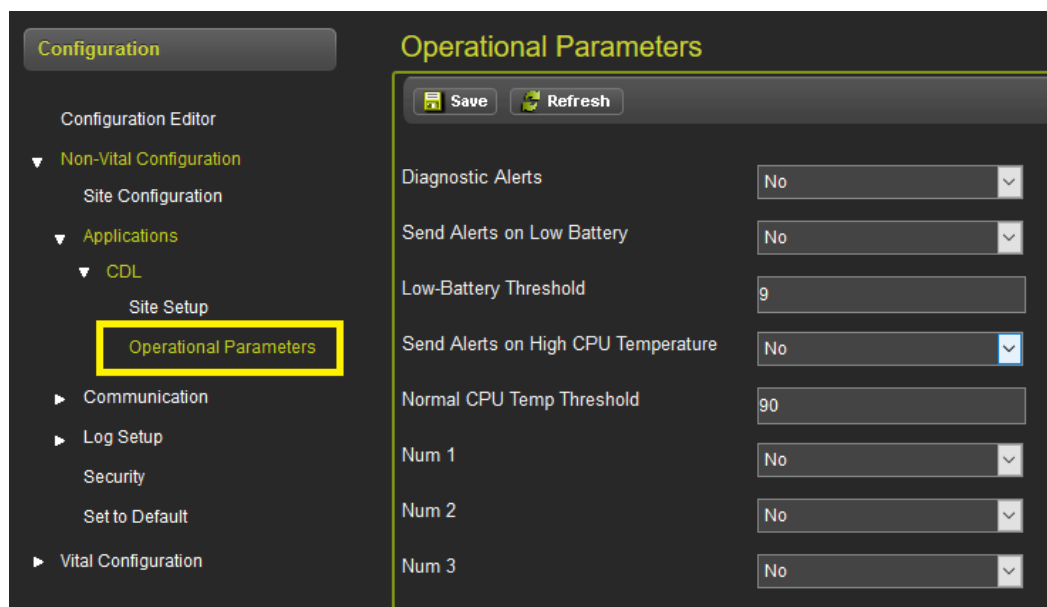 Configuration
Configuration Editor
Non-Vital Configuration
Site Configuration
Applications
CDL
Site Setup
Operational Parameters
Communication
Log Setup
Security
Set to Default
Vital Configuration
Operational Parameters
Save Refresh
Diagnostic Alerts No
Send Alerts on Low Battery No
Low-Battery Threshold 9
Send Alerts on High CPU Temperature No
Normal CPU Temp Threshold 90
Num 1 No
Num 2 No
Num 3 No